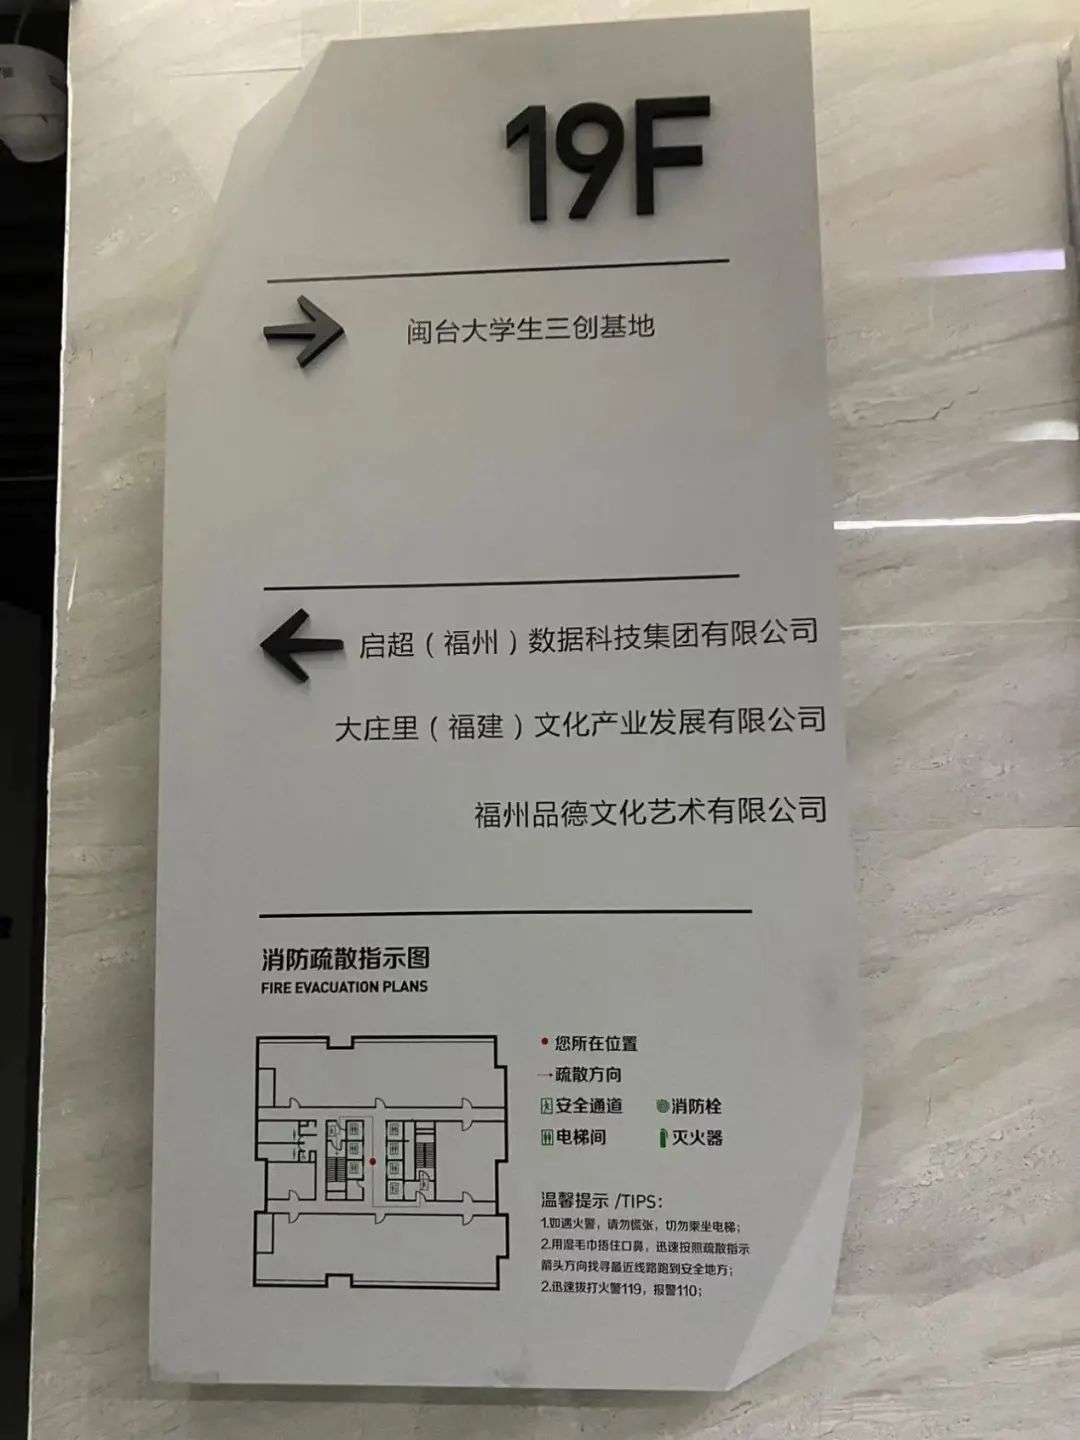 19F
闽台大学生三创基地
启超（福州）数据科技集团有限公司
大庄里（福建）文化产业发展有限公司
福州品德文化艺术有限公司
消防疏散指示图
FIRE EVACUATION PLANS
您所在位置
疏散方向
安全通道 消防栓
电梯间 灭火器
温馨提示 /TIPS：
1.如遇火警，请勿慌张，切勿乘坐电梯；
2.用湿毛巾捂住口鼻，迅速按照疏散指示
箭头方向找寻最近线路跑到安全地方；
2.迅速拨打火警119，报警110；